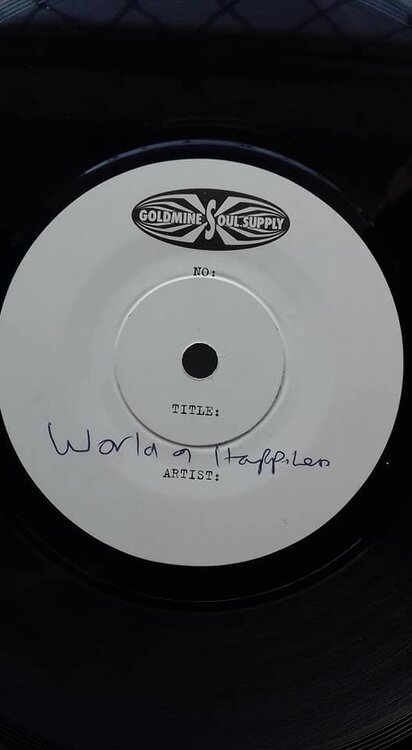 GOLDMINE SOUL SUPPLY
NO:
TITLE:
World of Happiness
ARTIST: